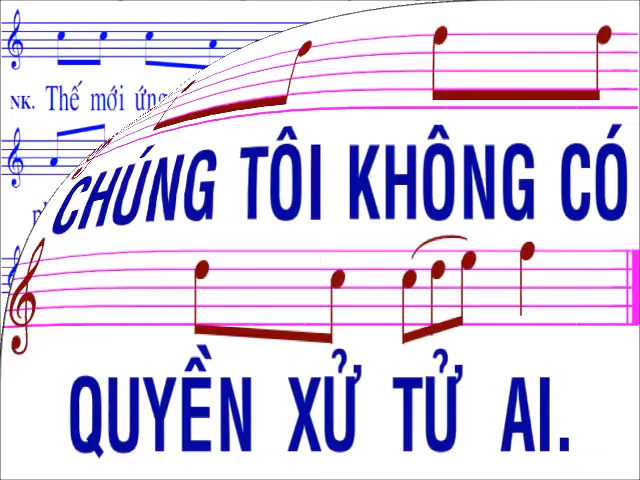 NK. Thế mới ứng
CHÚNG TÔI KHÔNG CÓ
QUYỀN XỬ TỬ AI.